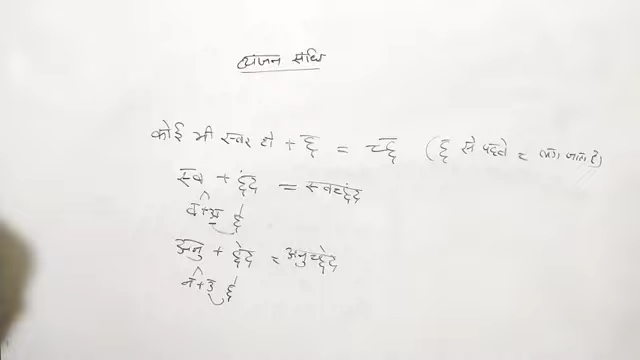 व्यंजन संधि
कोई भी स्वर हो + छ = च्छ (छ से पहले च् लग जाता है)
स्व + छंद = स्वच्छंद
व्+अ छ
अनु + छेद = अनुच्छेद
न्+उ छ